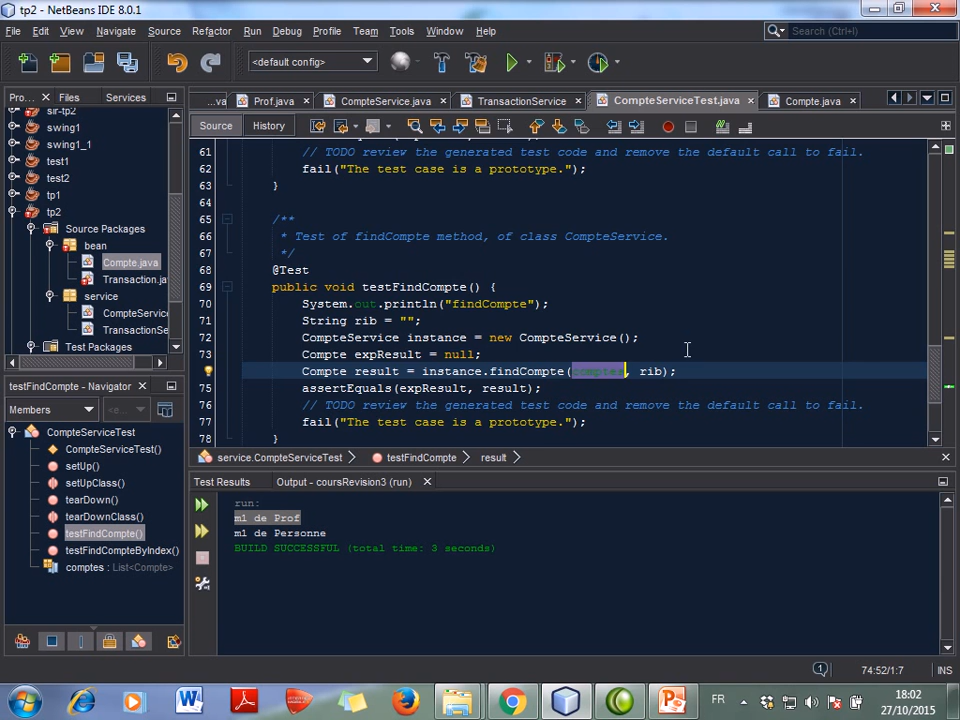 tp2 - NetBeans IDE 8.0.1
File Edit View Navigate Source Refactor Run Debug Profile Team Tools Window Help
Search (Ctrl+I)
<default config>
Pro... Files Services
...va Prof.java CompteService.java TransactionService CompteServiceTest.java Compte.java
Source History
sir-tp2
swing1
swing1_1
test1
test2
tp1
tp2
Source Packages
bean
Compte.java
Transaction.ja
service
CompteService
TransactionSe
Test Packages
61 // TODO review the generated test code and remove the default call to fail.
62 fail("The test case is a prototype.");
63 }
64
65 /**
66 * Test of findCompte method, of class CompteService.
67 */
68 @Test
69 public void testFindCompte() {
70 System.out.println("findCompte");
71 String rib = "";
72 CompteService instance = new CompteService();
73 Compte expResult = null;
Compte result = instance.findCompte(comptes, rib);
75 assertEquals(expResult, result);
76 // TODO review the generated test code and remove the default call to fail.
77 fail("The test case is a prototype.");
78 }
service.CompteServiceTest testFindCompte result
testFindCompte - Navigator
Members <e...>
CompteServiceTest
CompteServiceTest()
setUp()
setUpClass()
tearDown()
tearDownClass()
testFindCompte()
testFindCompteByIndex()
comptes : List<Compte>
Test Results Output - coursRevision3 (run)
run:
m1 de Prof
m1 de Personne
BUILD SUCCESSFUL (total time: 3 seconds)
1 74:52/1:7 INS
FR
18:02
27/10/2015